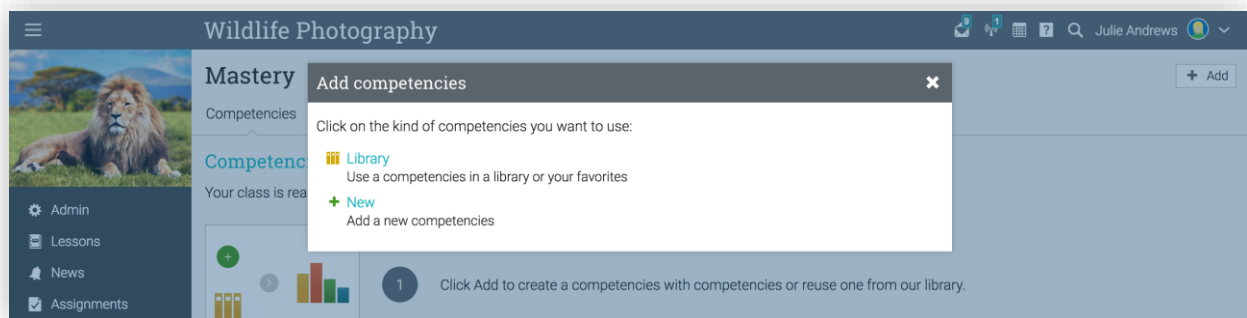 Wildlife Photography
9
1
?
Julie Andrews
Mastery
+ Add
Competencies
Add competencies
Click on the kind of competencies you want to use:
Library
Use a competencies in a library or your favorites
New
Add a new competencies
Competenc
Your class is rea
Admin
Lessons
News
Assignments
1
Click Add to create a competencies with competencies or reuse one from our library.